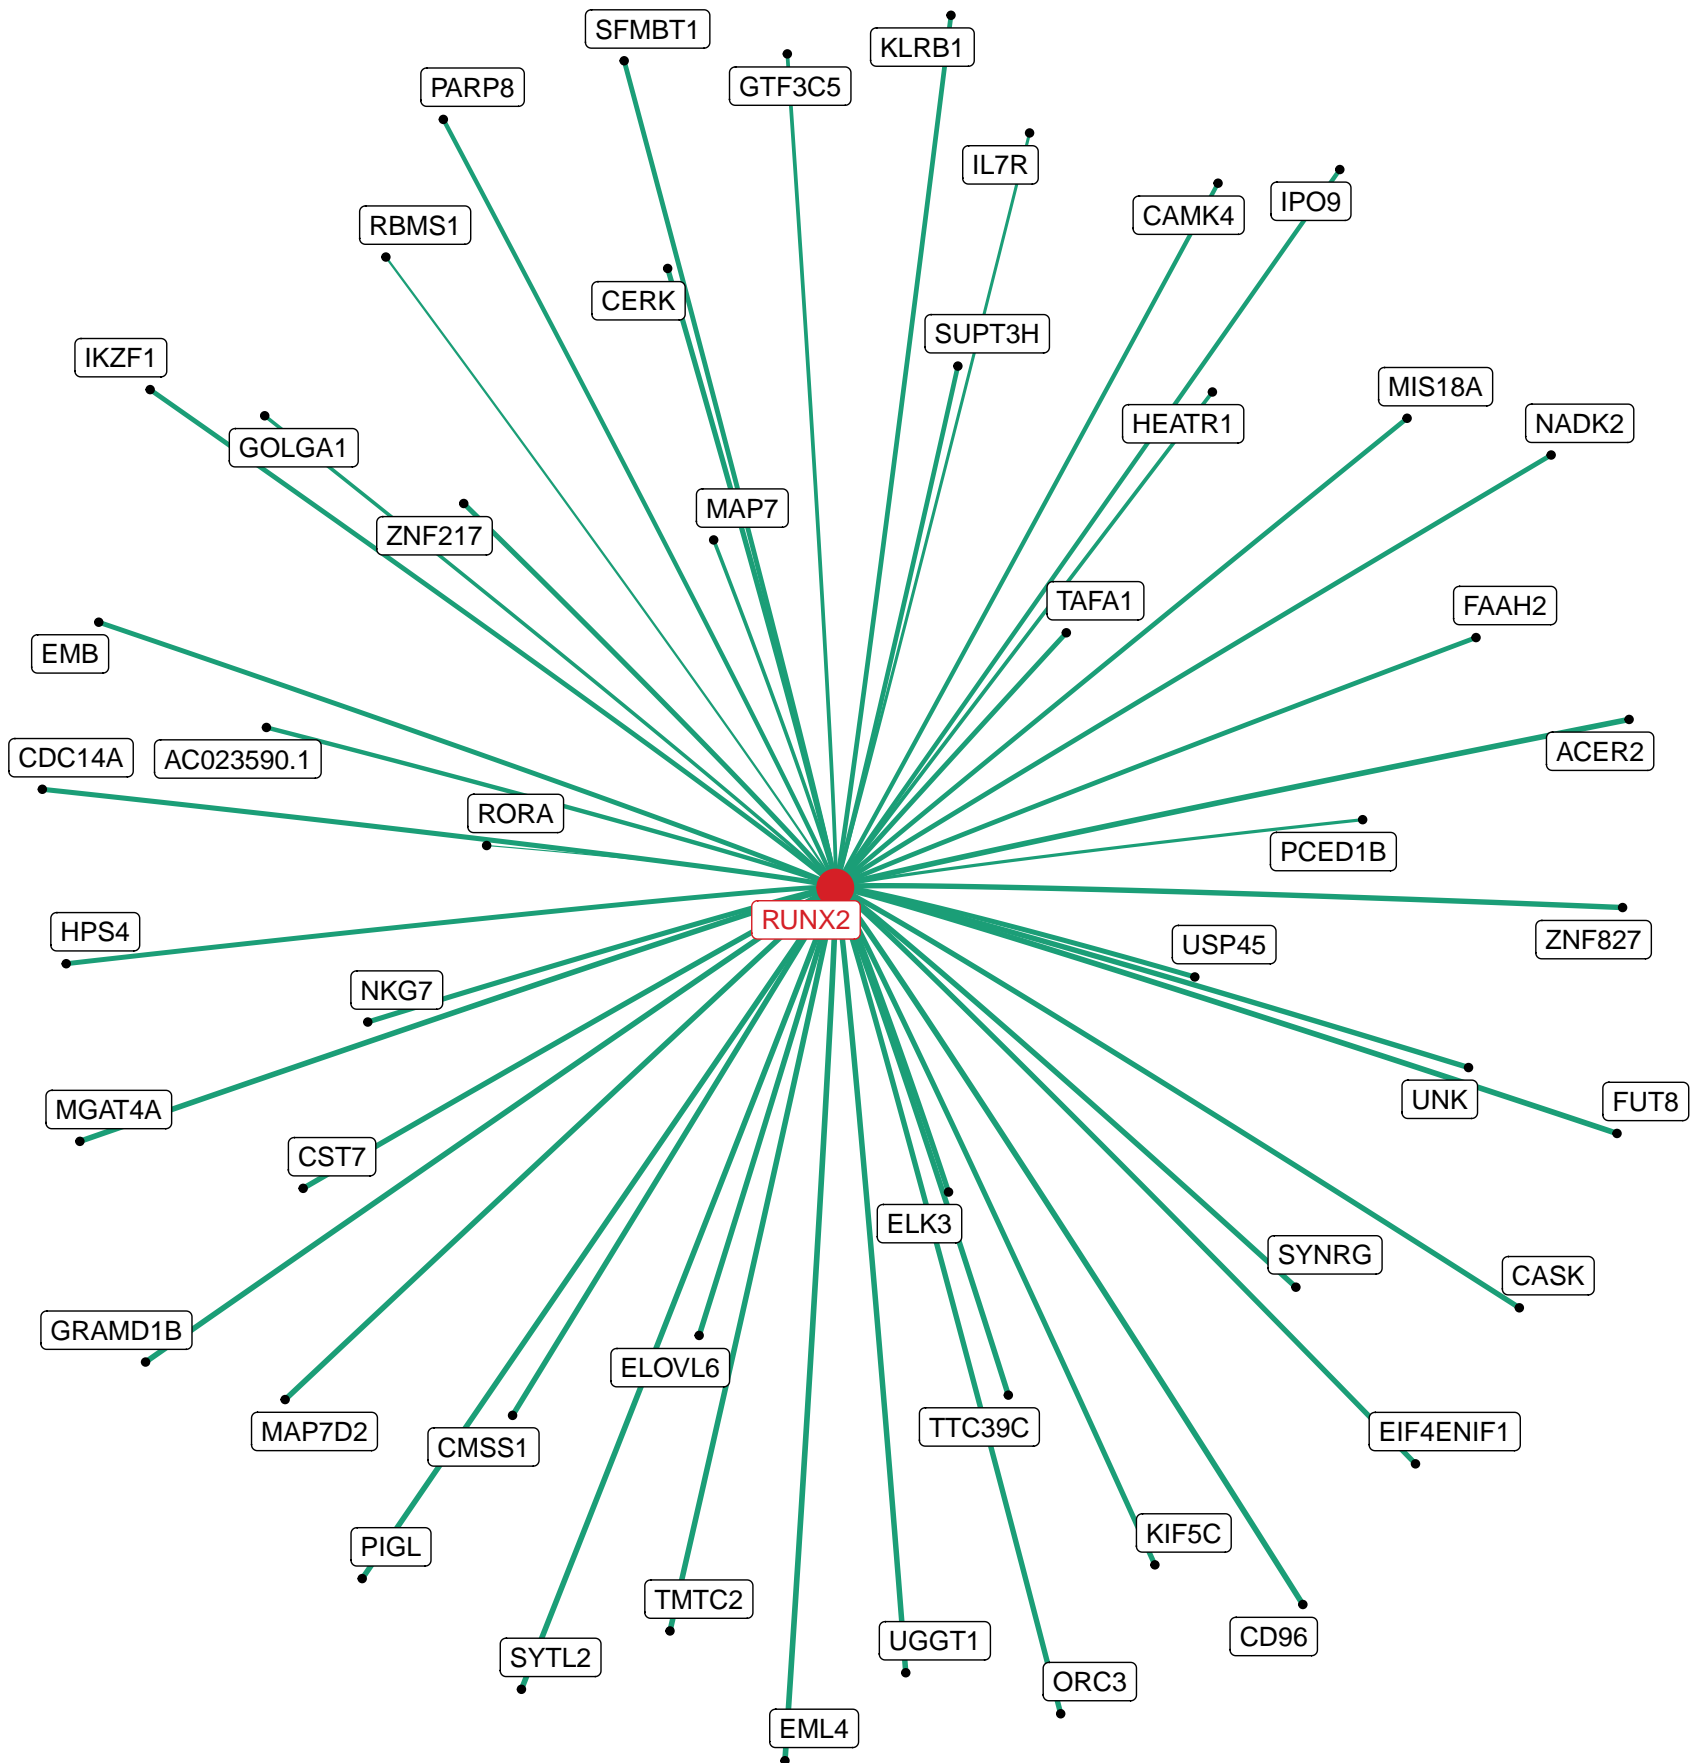 SFMBT1
KLRB1
PARP8
GTF3C5
IL7R
IPO9
CAMK4
RBMS1
CERK
SUPT3H
IKZF1
MIS18A
NADK2
HEATR1
GOLGA1
MAP7
ZNF217
TAFA1
FAAH2
EMB
CDC14A
AC023590.1
ACER2
RORA
PCED1B
RUNX2
HPS4
ZNF827
USP45
NKG7
UNK
FUT8
MGAT4A
CST7
ELK3
SYNRG
CASK
GRAMD1B
ELOVL6
MAP7D2
TTC39C
EIF4ENIF1
CMSS1
KIF5C
PIGL
TMTC2
CD96
UGGT1
SYTL2
ORC3
EML4